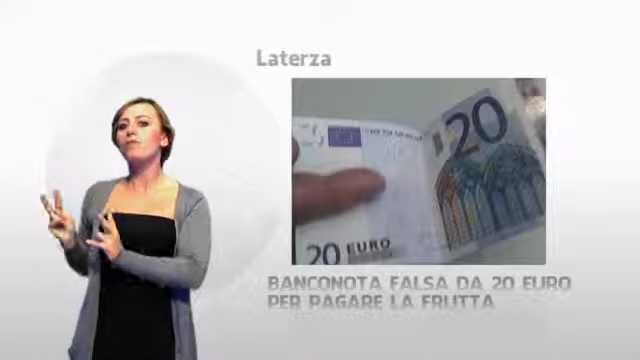 Laterza
20
20 EURO
BANCONOTA FALSA DA 20 EURO
PER PAGARE LA FRUTTA